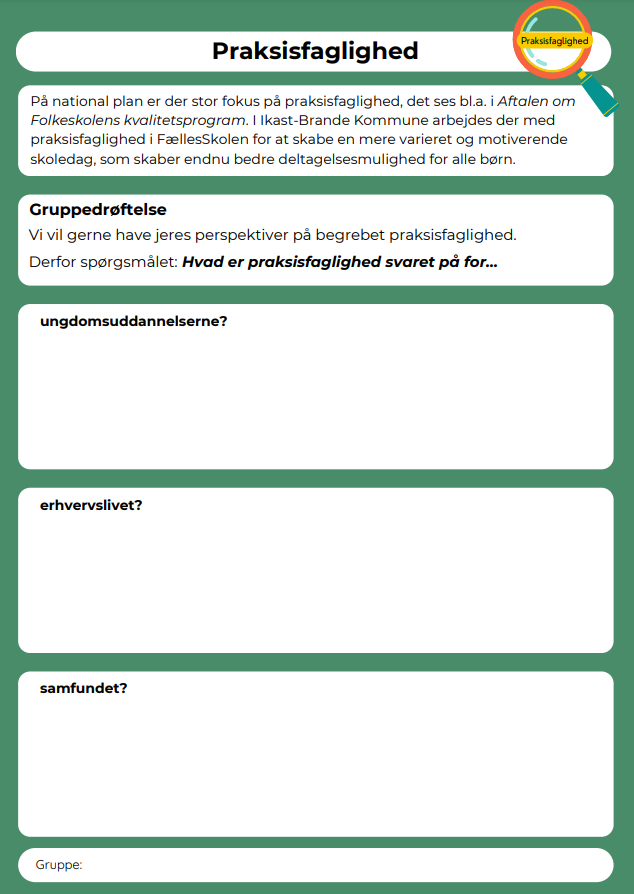 Praksisfaglighed
Praksisfaglighed
På national plan er der stor fokus på praksisfaglighed, det ses bl.a. i Aftalen om
Folkeskolens kvalitetsprogram. I Ikast-Brande Kommune arbejdes der med
praksisfaglighed i FællesSkolen for at skabe en mere varieret og motiverende
skoledag, som skaber endnu bedre deltagelsesmulighed for alle børn.
Gruppedrøftelse
Vi vil gerne have jeres perspektiver på begrebet praksisfaglighed.
Derfor spørgsmålet: Hvad er praksisfaglighed svaret på for...
ungdomsuddannelserne?
erhvervslivet?
samfundet?
Gruppe: